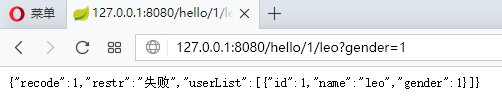 菜单
127.0.0.1:8080/hello/1/le
127.0.0.1:8080/hello/1/leo?gender=1
{"recode":1,"restr":"失败","userList":[{"id":1,"name":"leo","gender":1}]}